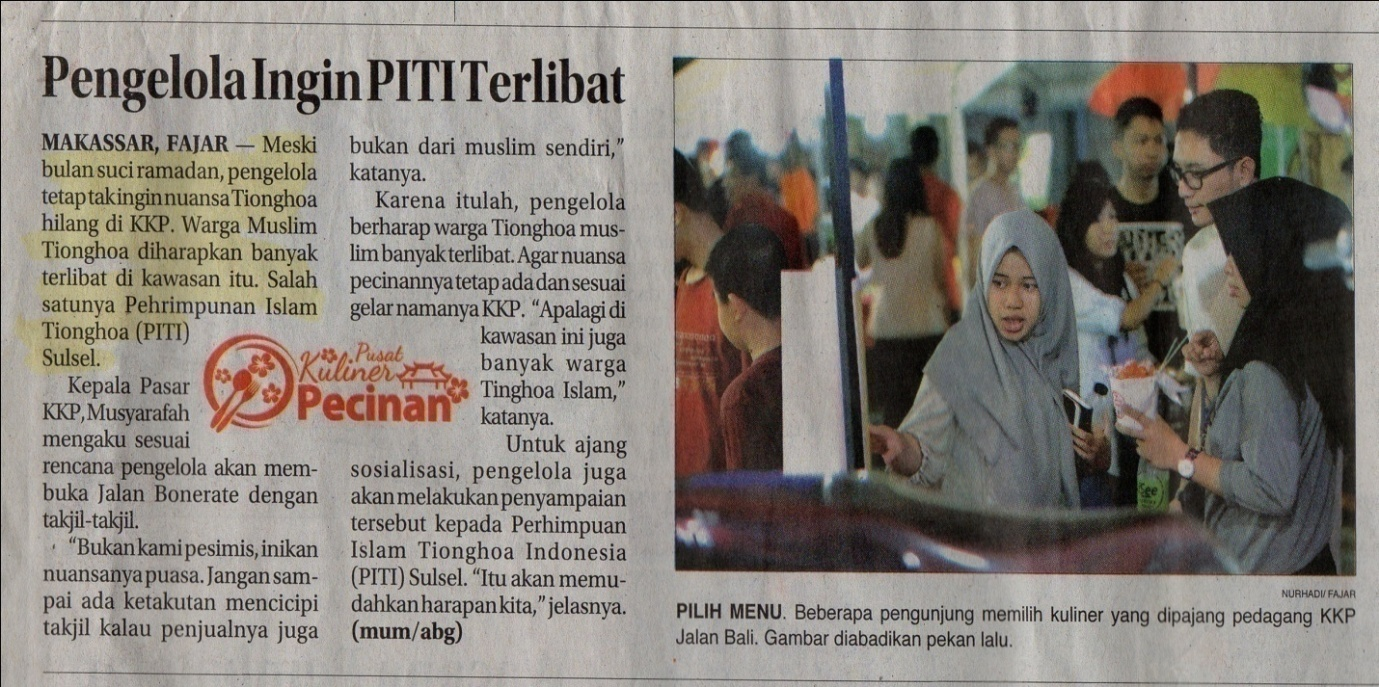 Pengelola Ingin PITI Terlibat
MAKASSAR, FAJAR — Meski
bulan suci ramadan, pengelola
tetap tak ingin nuansa Tionghoa
hilang di KKP. Warga Muslim
Tionghoa diharapkan banyak
terlibat di kawasan itu. Salah
satunya Pehrimpunan Islam
Tionghoa (PITI)
Sulsel.
Kepala Pasar
KKP, Musyarafah
mengaku sesuai
rencana pengelola akan mem-
buka Jalan Bonerate dengan
takjil-takjil.
"Bukan kami pesimis, inikan
nuansanya puasa. Jangan sam-
pai ada ketakutan mencicipi
takjil kalau penjualnya juga
Pusat
Kuliner
Pecinan
bukan dari muslim sendiri,"
katanya.
Karena itulah, pengelola
berharap warga Tionghoa mus-
lim banyak terlibat. Agar nuansa
pecinannya tetap ada dan sesuai
gelar namanya KKP. "Apalagi di
kawasan ini juga
banyak warga
Tinghoa Islam,"
katanya.
Untuk ajang
sosialisasi, pengelola juga
akan melakukan penyampaian
tersebut kepada Perhimpuan
Islam Tionghoa Indonesia
(PITI) Sulsel. "Itu akan memu-
dahkan harapan kita," jelasnya.
(mum/abg)
NURHADI/ FAJAR
PILIH MENU. Beberapa pengunjung memilih kuliner yang dipajang pedagang KKP
Jalan Bali. Gambar diabadikan pekan lalu.